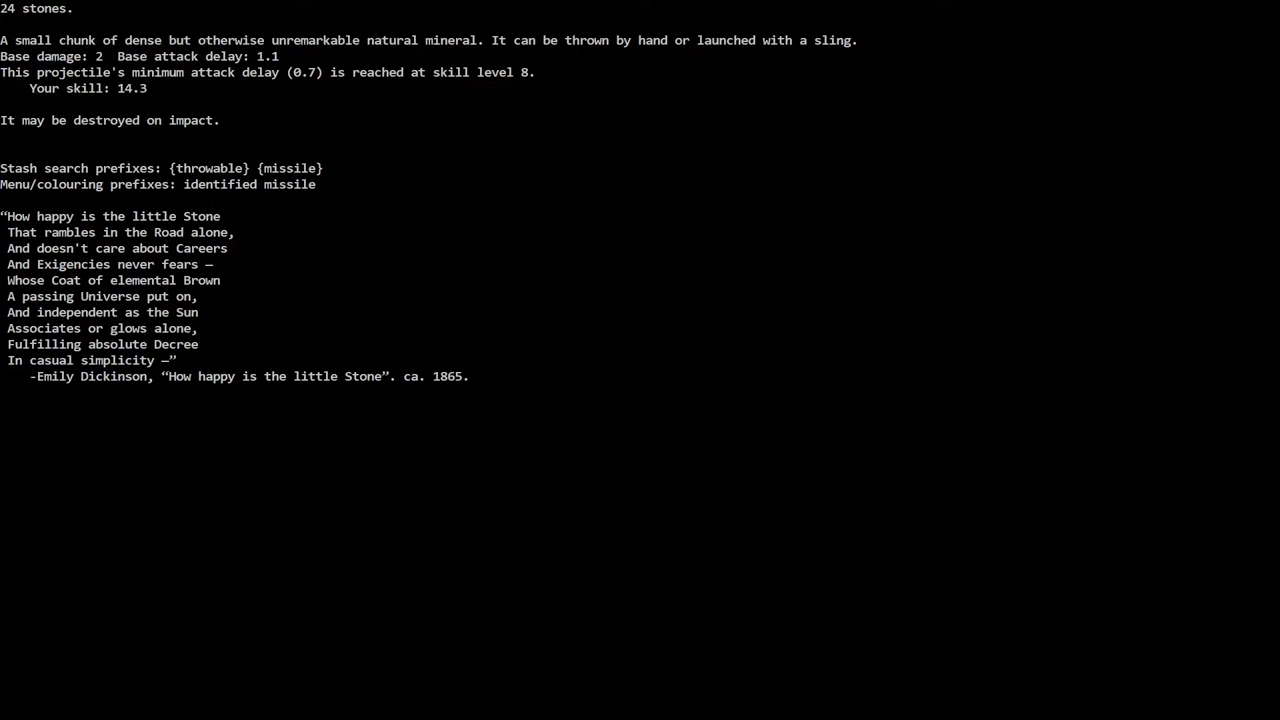 24 stones.
A small chunk of dense but otherwise unremarkable natural mineral. It can be thrown by hand or launched with a sling.
Base damage: 2  Base attack delay: 1.1
This projectile's minimum attack delay (0.7) is reached at skill level 8.
    Your skill: 14.3
It may be destroyed on impact.
Stash search prefixes: {throwable} {missile}
Menu/colouring prefixes: identified missile
“How happy is the little Stone
 That rambles in the Road alone,
 And doesn't care about Careers
 And Exigencies never fears —
 Whose Coat of elemental Brown
 A passing Universe put on,
 And independent as the Sun
 Associates or glows alone,
 Fulfilling absolute Decree
 In casual simplicity —”
    -Emily Dickinson, “How happy is the little Stone”. ca. 1865.